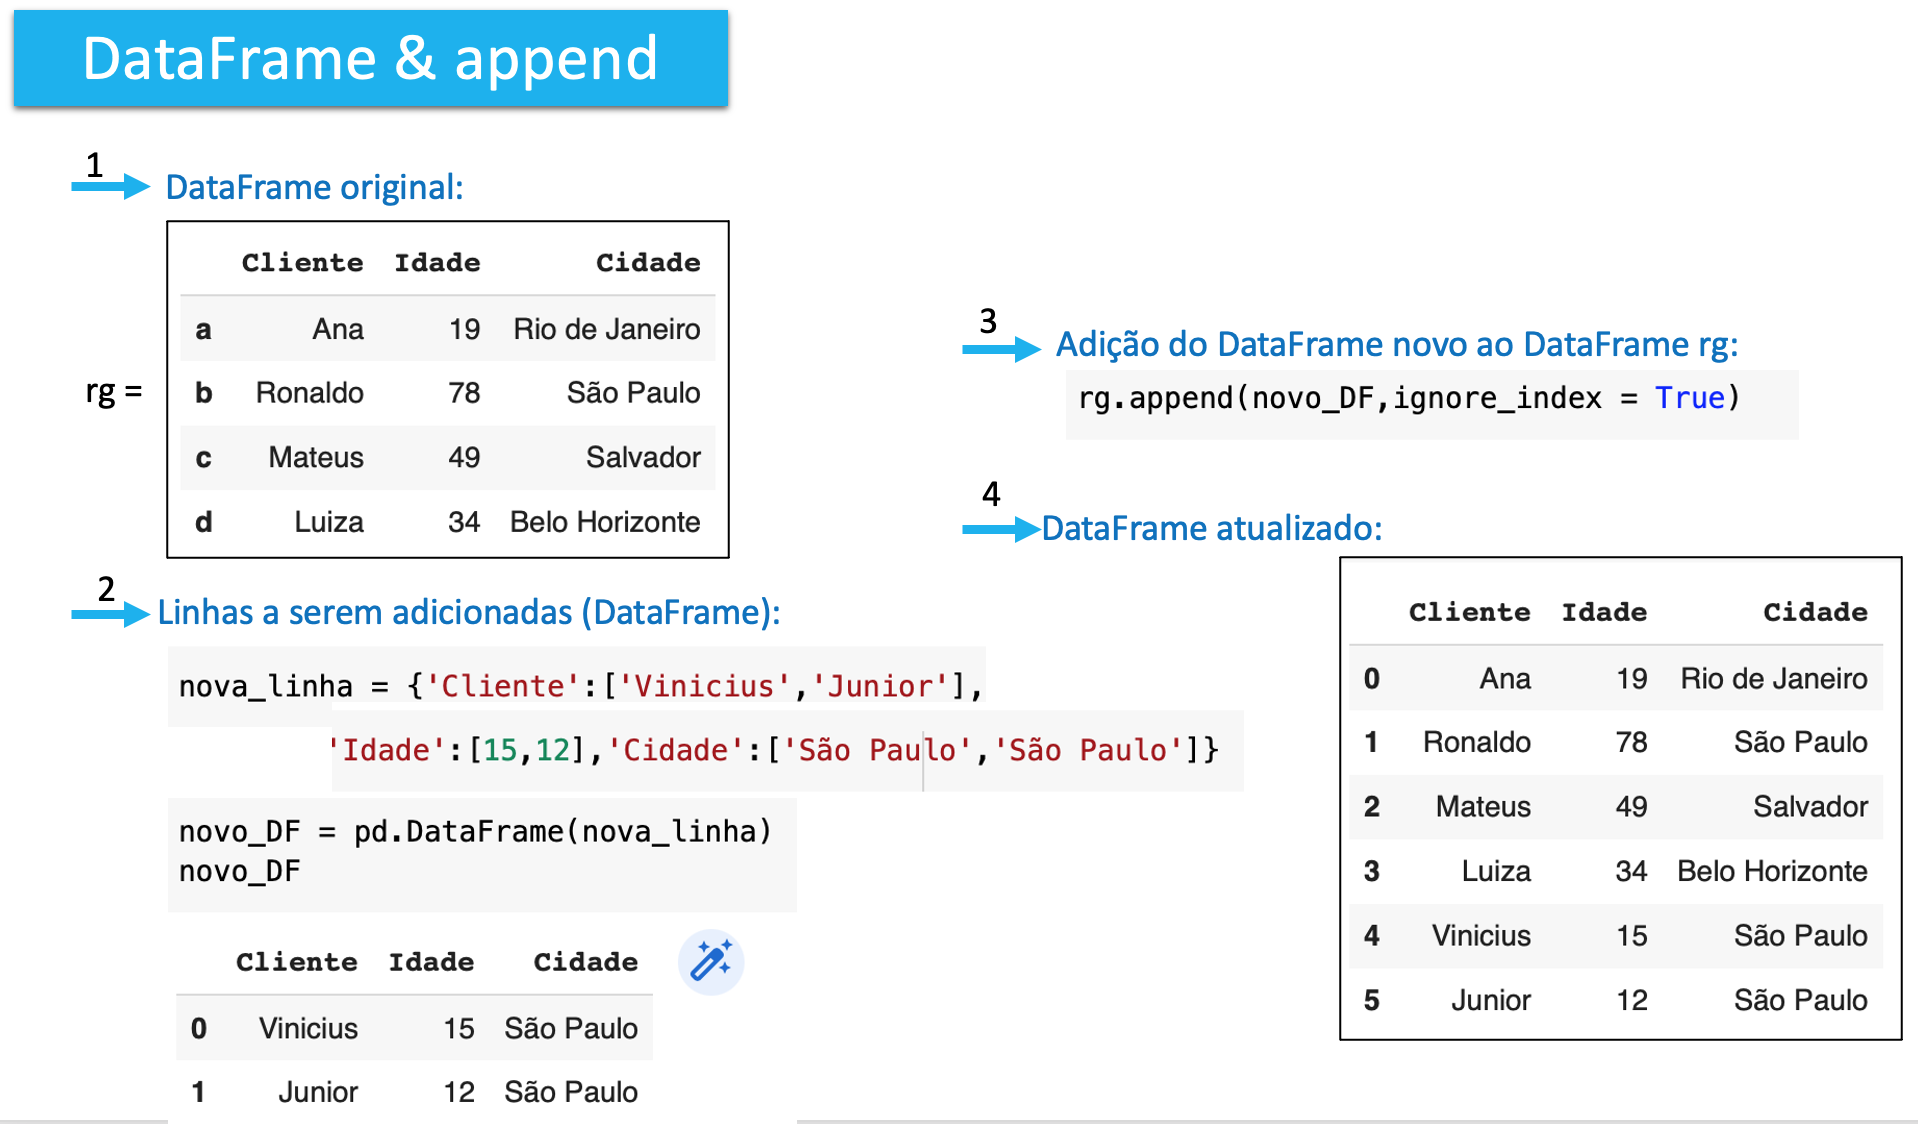 DataFrame & append
1
DataFrame original:
Cliente Idade Cidade
a Ana 19 Rio de Janeiro
rg =
b Ronaldo 78 São Paulo
c Mateus 49 Salvador
d Luiza 34 Belo Horizonte
2
Linhas a serem adicionadas (DataFrame):
nova_linha = {'Cliente':['Vinicius','Junior'],
'Idade':[15,12],'Cidade':['São Paulo','São Paulo']}
novo_DF = pd.DataFrame(nova_linha)
novo_DF
Cliente Idade Cidade
0 Vinicius 15 São Paulo
1 Junior 12 São Paulo
3
Adição do DataFrame novo ao DataFrame rg:
rg.append(novo_DF,ignore_index = True)
4
DataFrame atualizado:
Cliente Idade Cidade
0 Ana 19 Rio de Janeiro
1 Ronaldo 78 São Paulo
2 Mateus 49 Salvador
3 Luiza 34 Belo Horizonte
4 Vinicius 15 São Paulo
5 Junior 12 São Paulo